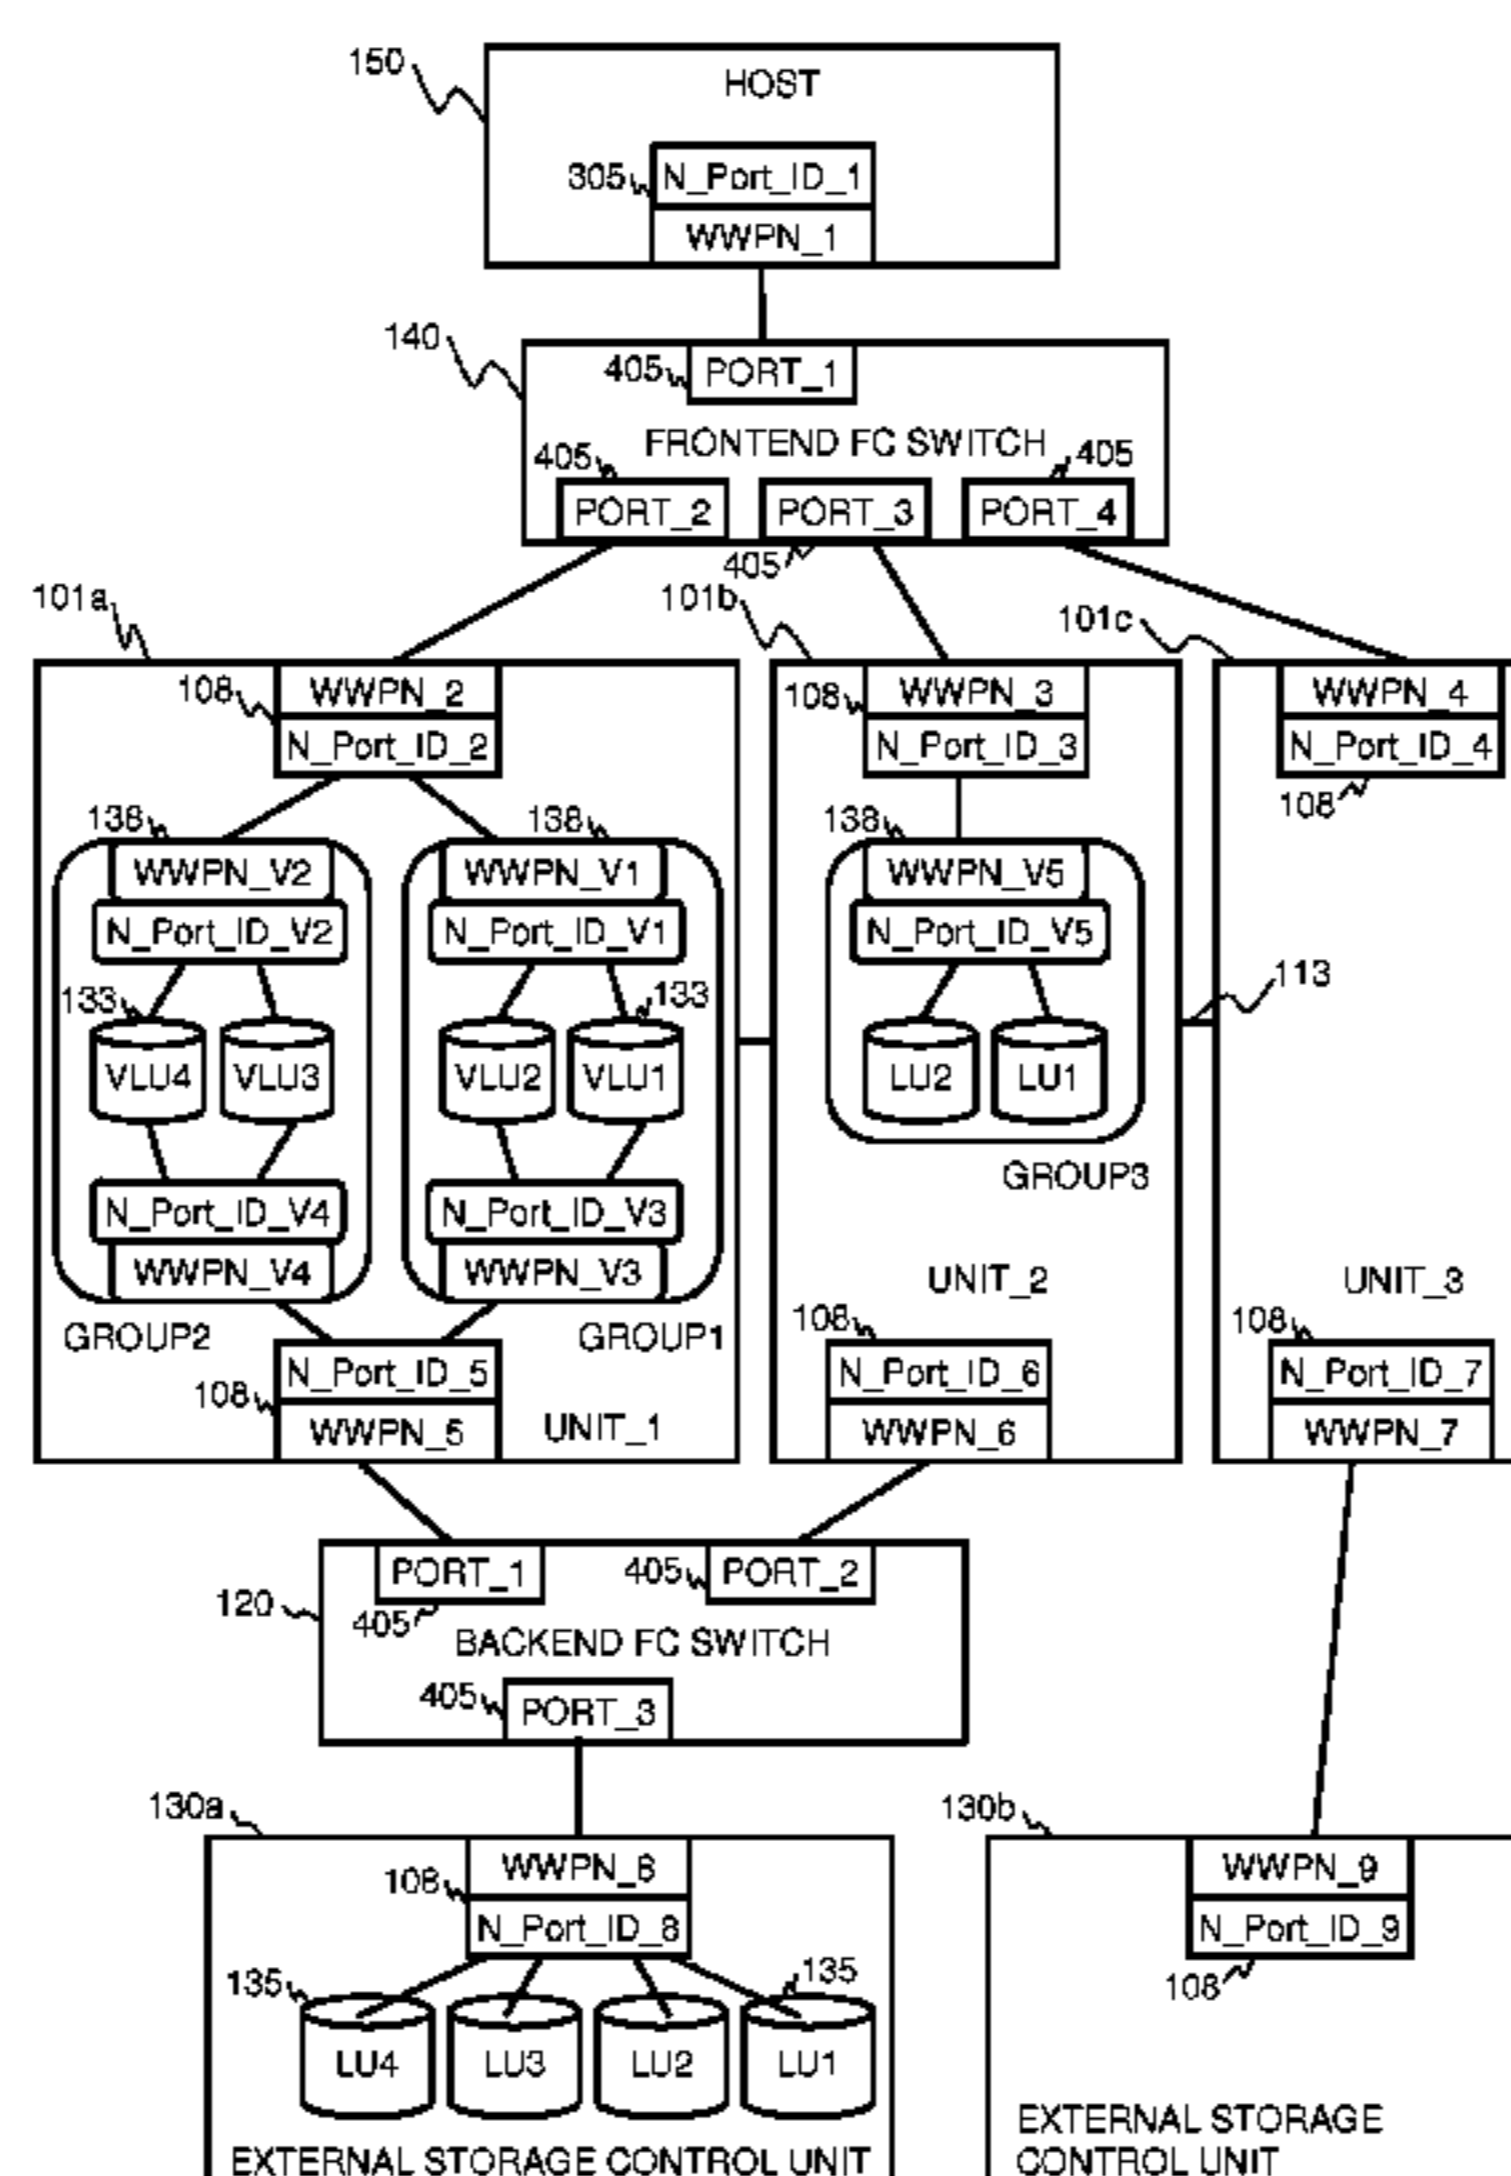 150
HOST
305
N_Port_ID_1
WWPN_1
140
405
PORT_1
FRONTEND FC SWITCH
405
405
PORT_2
PORT_3
PORT_4
405
101a
101b
101c
108
WWPN_2
N_Port_ID_2
108
WWPN_3
N_Port_ID_3
WWPN_4
N_Port_ID_4
108
138
138
138
WWPN_V2
N_Port_ID_V2
WWPN_V1
N_Port_ID_V1
WWPN_V5
N_Port_ID_V5
133
133
113
VLU4
VLU3
VLU2
VLU1
LU2
LU1
GROUP3
N_Port_ID_V4
WWPN_V4
N_Port_ID_V3
WWPN_V3
UNIT_2
UNIT_3
GROUP2
GROUP1
108
N_Port_ID_5
WWPN_5
UNIT_1
108
N_Port_ID_6
WWPN_6
108
N_Port_ID_7
WWPN_7
120
PORT_1
405
405
PORT_2
BACKEND FC SWITCH
405
PORT_3
130a
130b
108
WWPN_8
N_Port_ID_8
WWPN_9
N_Port_ID_9
108
135
135
LU4
LU3
LU2
LU1
EXTERNAL STORAGE CONTROL UNIT
EXTERNAL STORAGE
CONTROL UNIT